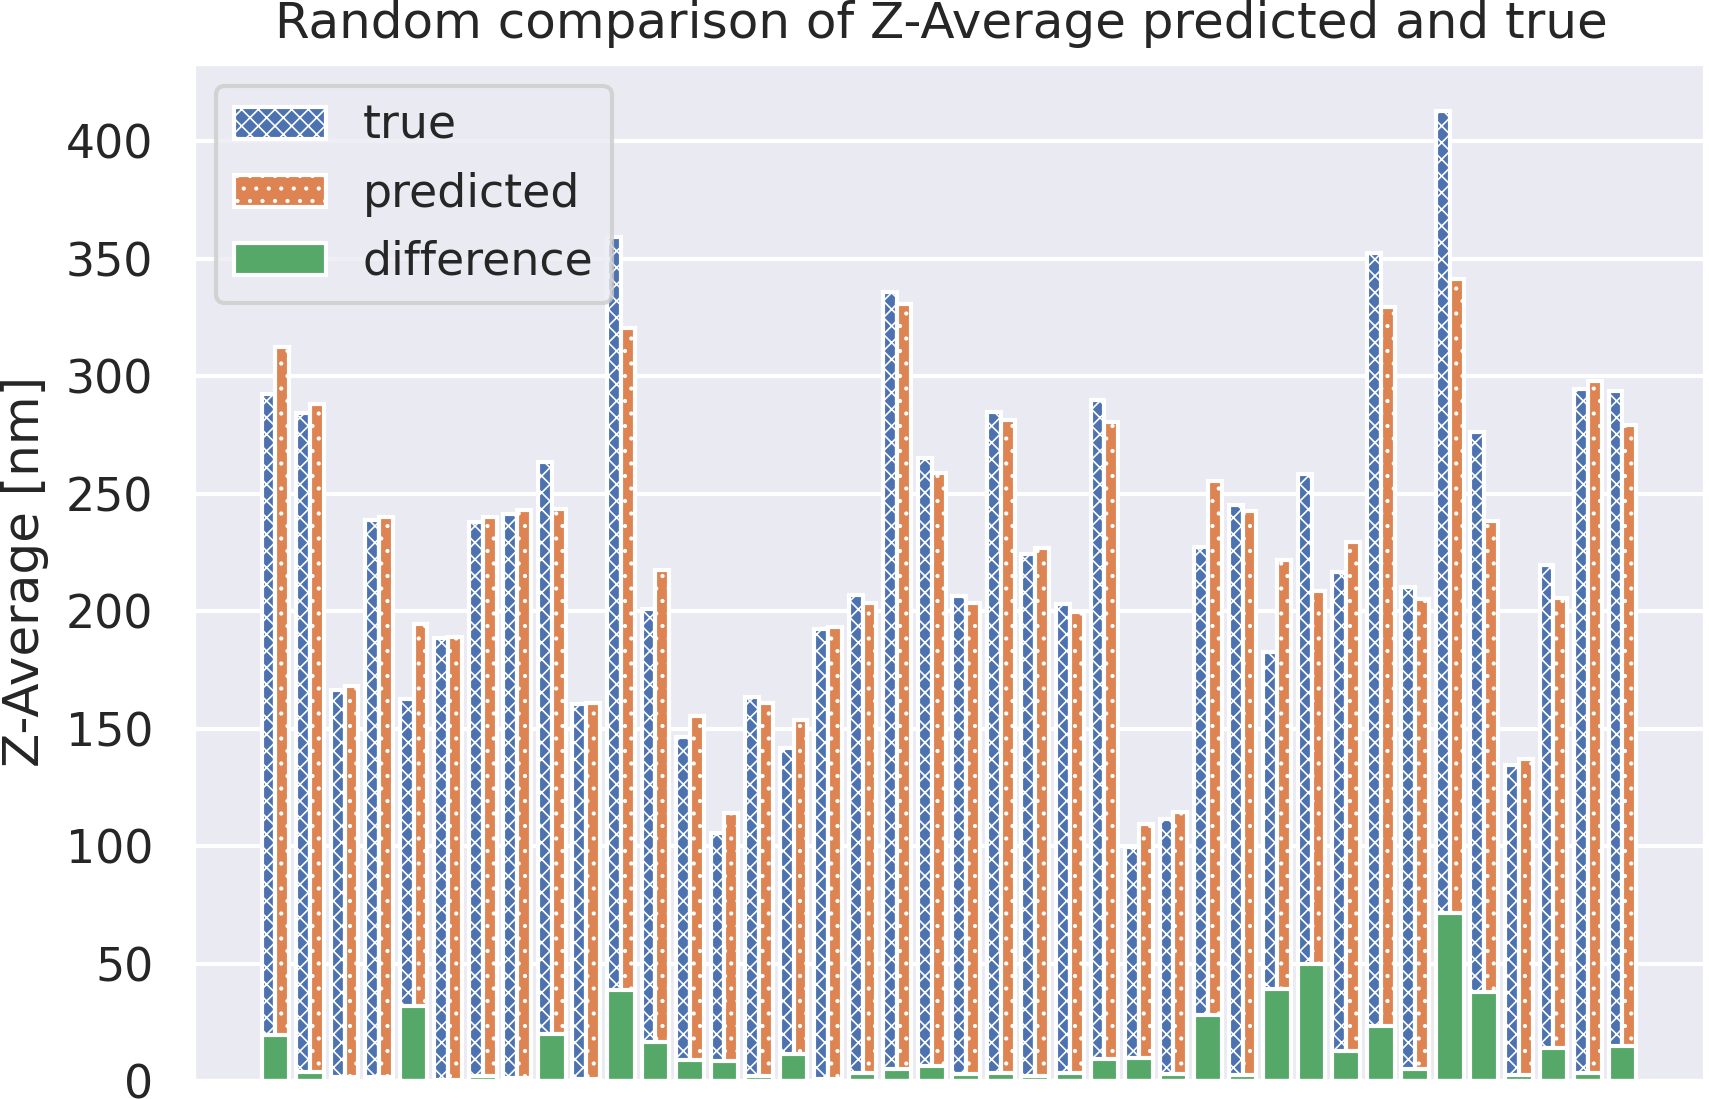 Random comparison of Z-Average predicted and true
true
predicted
difference
Z-Average [nm]
400
350
300
250
200
150
100
50
0